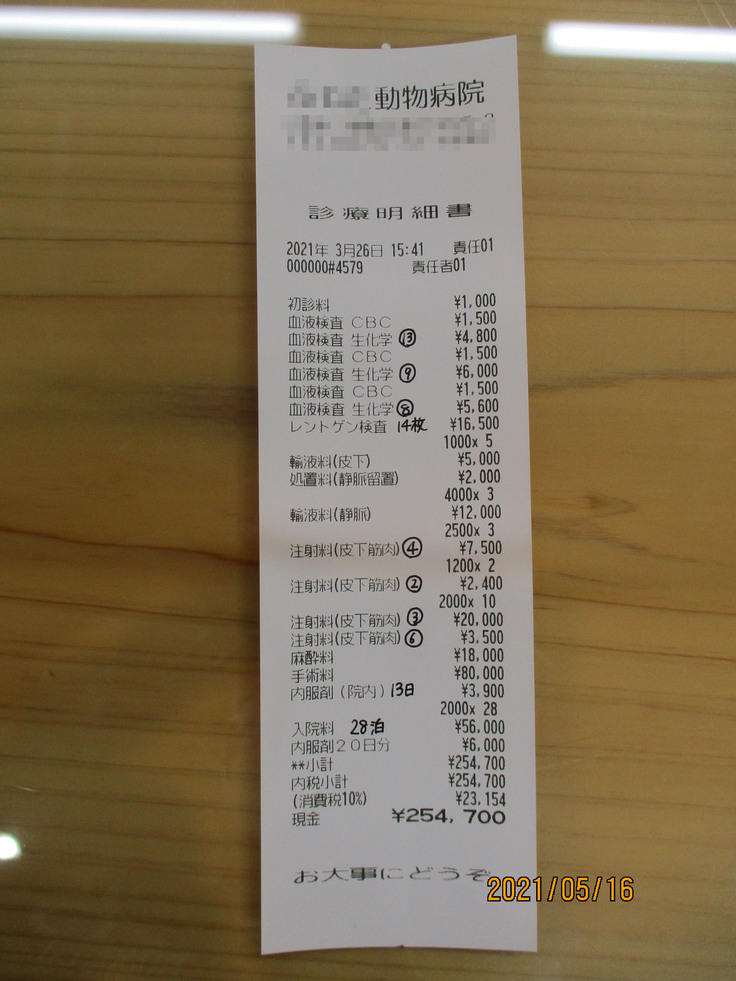 動物病院
診療明細書
2021年 3月26日 15:41 責任01
000000#4579 責任者01
初診料 ¥1,000
血液検査 CBC ¥1,500
血液検査 生化学 ⑬ ¥4,800
血液検査 CBC ¥1,500
血液検査 生化学 ⑨ ¥6,000
血液検査 CBC ¥1,500
血液検査 生化学 ⑧ ¥5,600
レントゲン検査 14枚 ¥16,500
1000x 5
輸液料(皮下) ¥5,000
処置料(静脈留置) ¥2,000
4000x 3
輸液料(静脈) ¥12,000
2500x 3
注射料(皮下筋肉) ④ ¥7,500
1200x 2
注射料(皮下筋肉) ② ¥2,400
2000x 10
注射料(皮下筋肉) ③ ¥20,000
注射料(皮下筋肉) ⑥ ¥3,500
麻酔料 ¥18,000
手術料 ¥80,000
内服剤(院内) 13日 ¥3,900
2000x 28
入院料 28泊 ¥56,000
内服剤20日分 ¥6,000
**小計 ¥254,700
内税小計 ¥254,700
(消費税10%) ¥23,154
現金 ¥254,700
お大事にどうぞ
2021/05/16